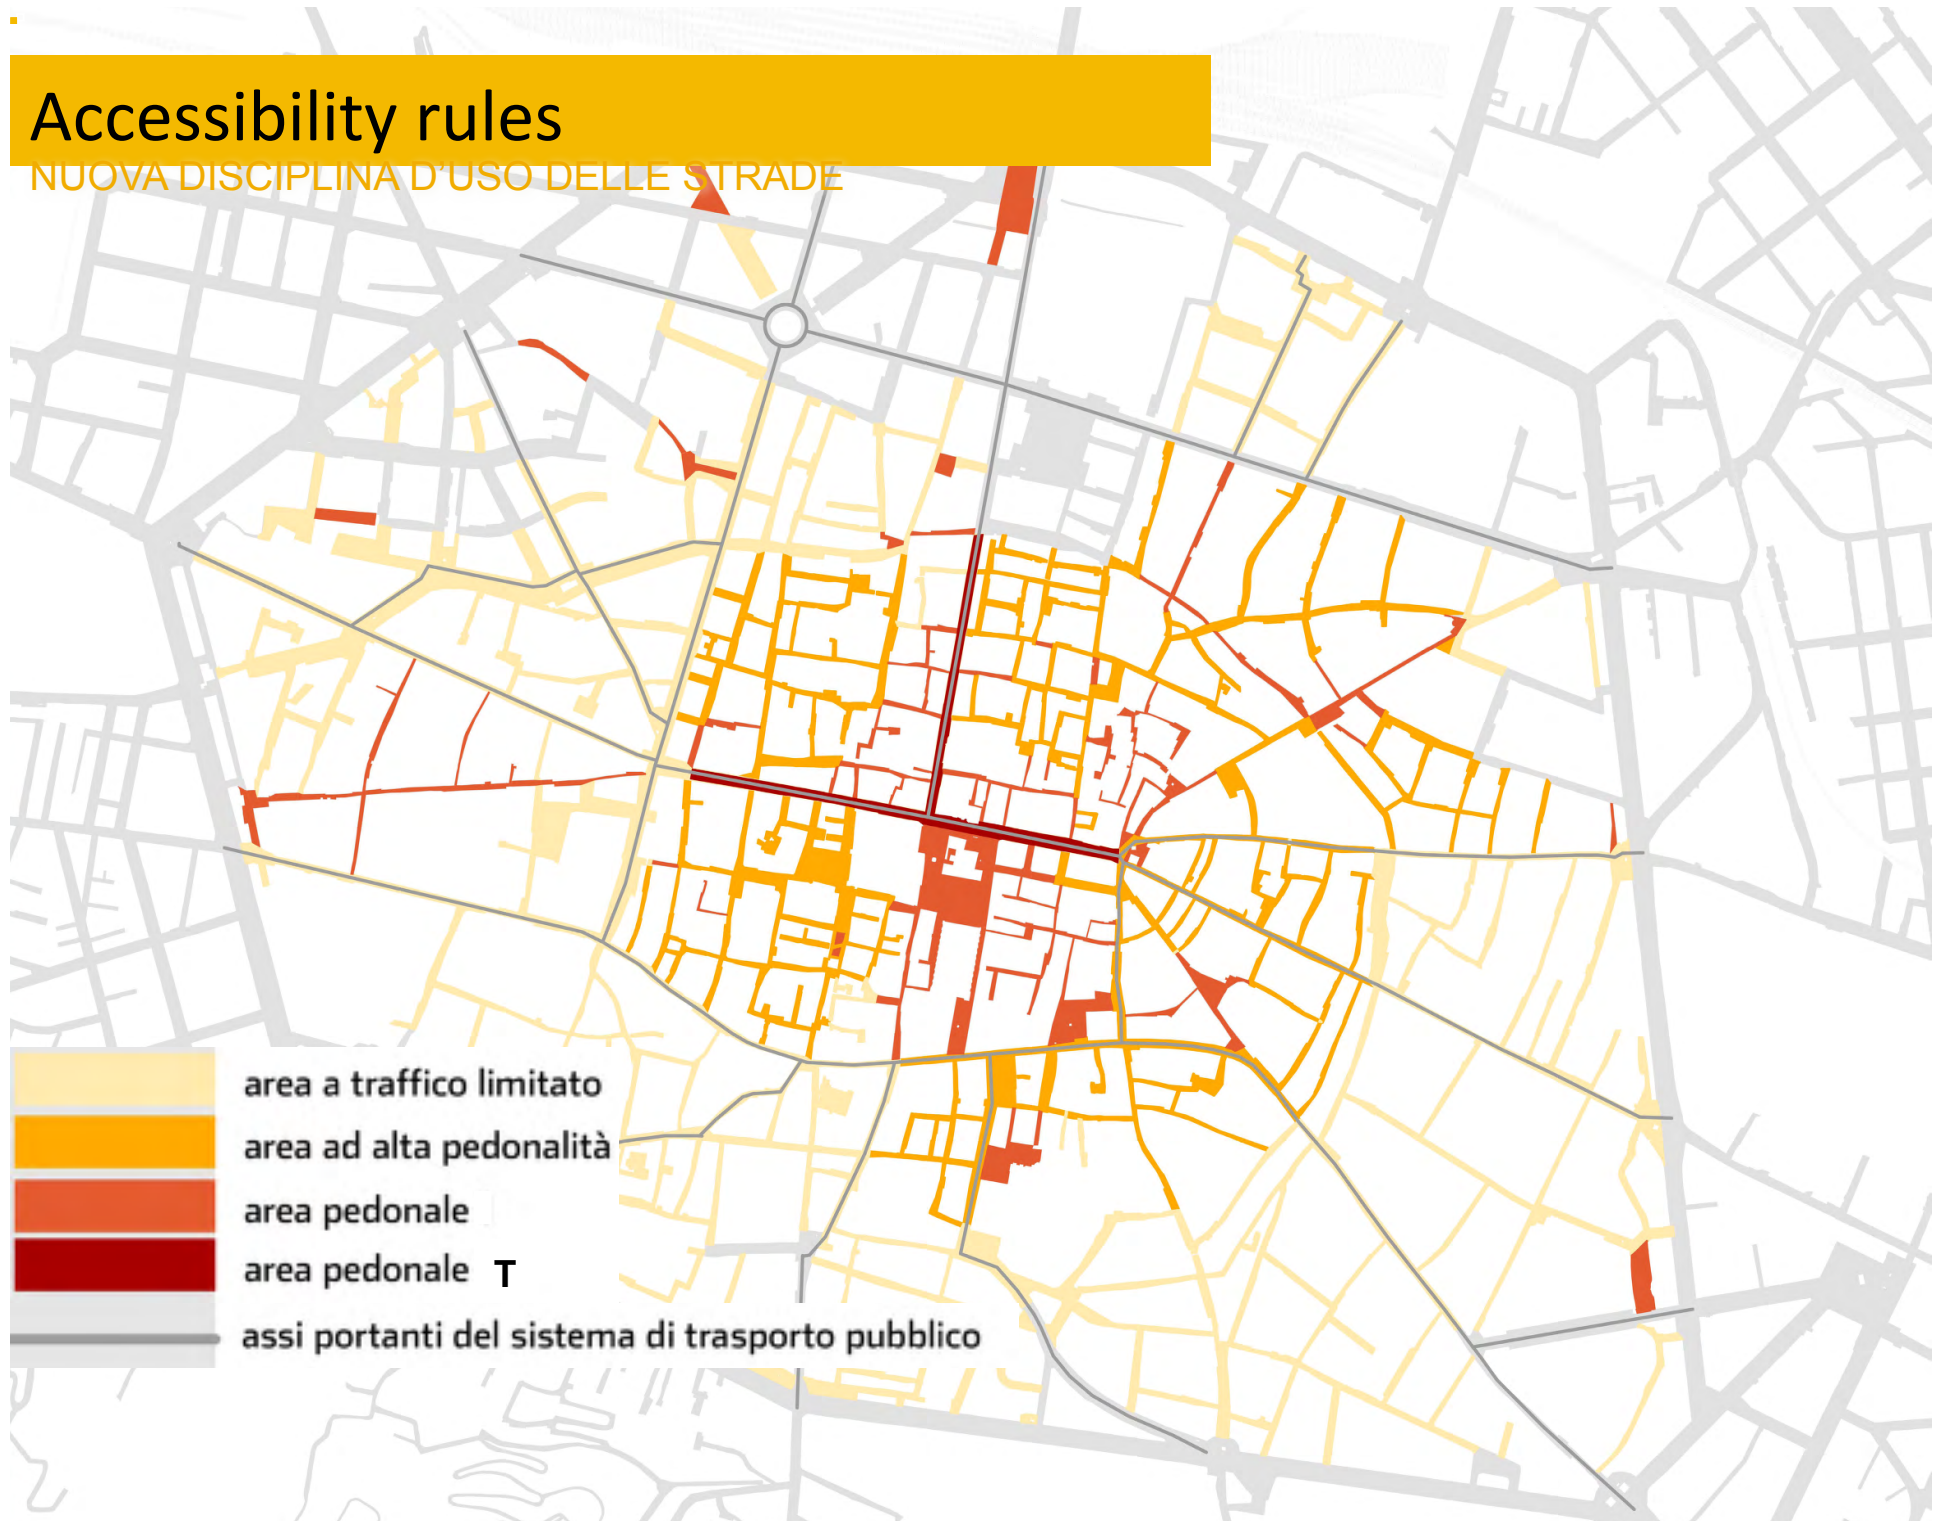 Accessibility rules
NUOVA DISCIPLINA D'USO DELLE STRADE
area a traffico limitato
area ad alta pedonalità
area pedonale
area pedonale T
assi portanti del sistema di trasporto pubblico